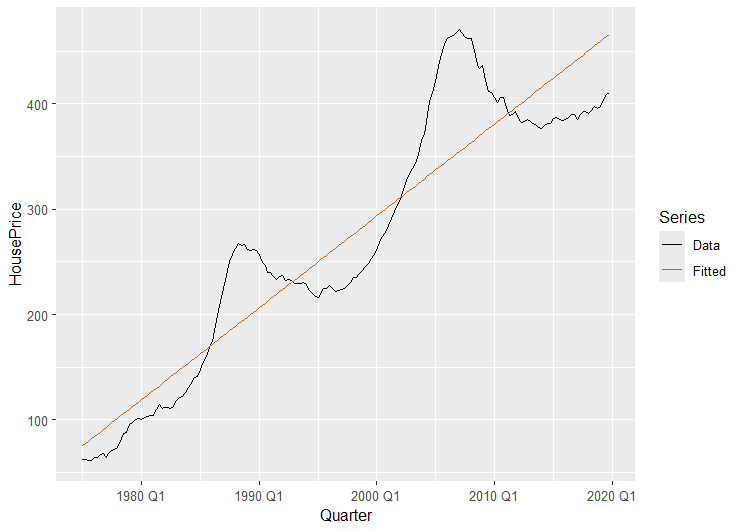 400
300
200
100
HousePrice
1980 Q1
1990 Q1
2000 Q1
2010 Q1
2020 Q1
Quarter
Series
Data
Fitted